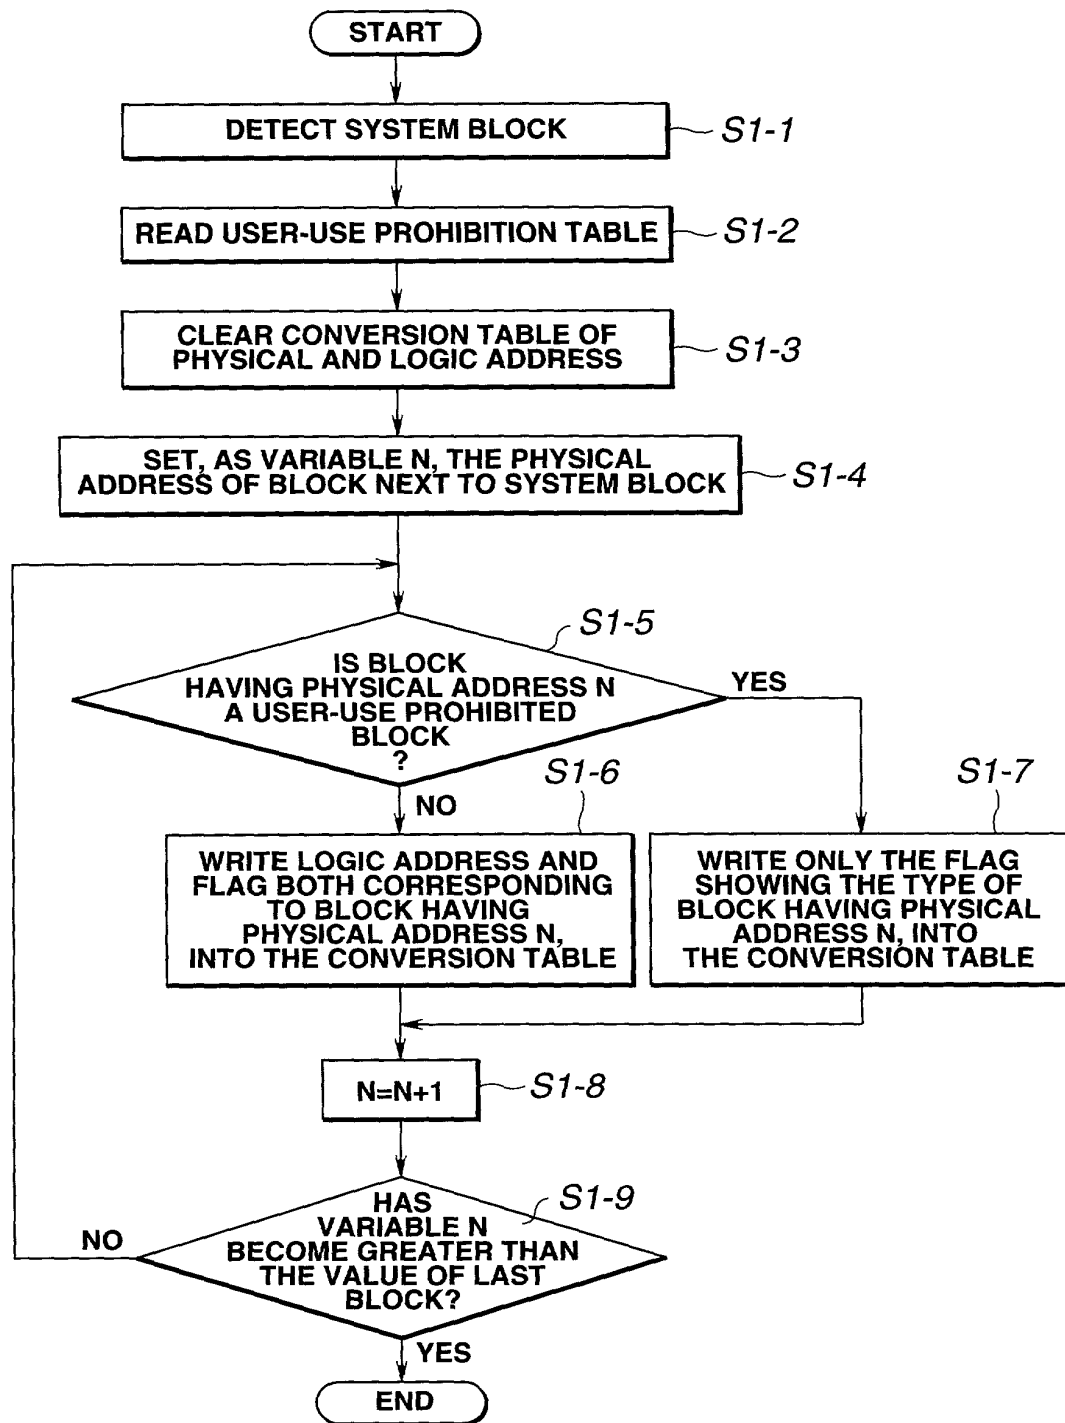 START
DETECT SYSTEM BLOCK
S1-1
READ USER-USE PROHIBITION TABLE
S1-2
CLEAR CONVERSION TABLE OF
PHYSICAL AND LOGIC ADDRESS
S1-3
SET, AS VARIABLE N, THE PHYSICAL
ADDRESS OF BLOCK NEXT TO SYSTEM BLOCK
S1-4
S1-5
IS BLOCK
HAVING PHYSICAL ADDRESS N
A USER-USE PROHIBITED
BLOCK
?
YES
NO
S1-6
WRITE LOGIC ADDRESS AND
FLAG BOTH CORRESPONDING
TO BLOCK HAVING
PHYSICAL ADDRESS N,
INTO THE CONVERSION TABLE
S1-7
WRITE ONLY THE FLAG
SHOWING THE TYPE OF
BLOCK HAVING PHYSICAL
ADDRESS N, INTO
THE CONVERSION TABLE
N=N+1
S1-8
S1-9
HAS
VARIABLE N
BECOME GREATER THAN
THE VALUE OF LAST
BLOCK?
NO
YES
END